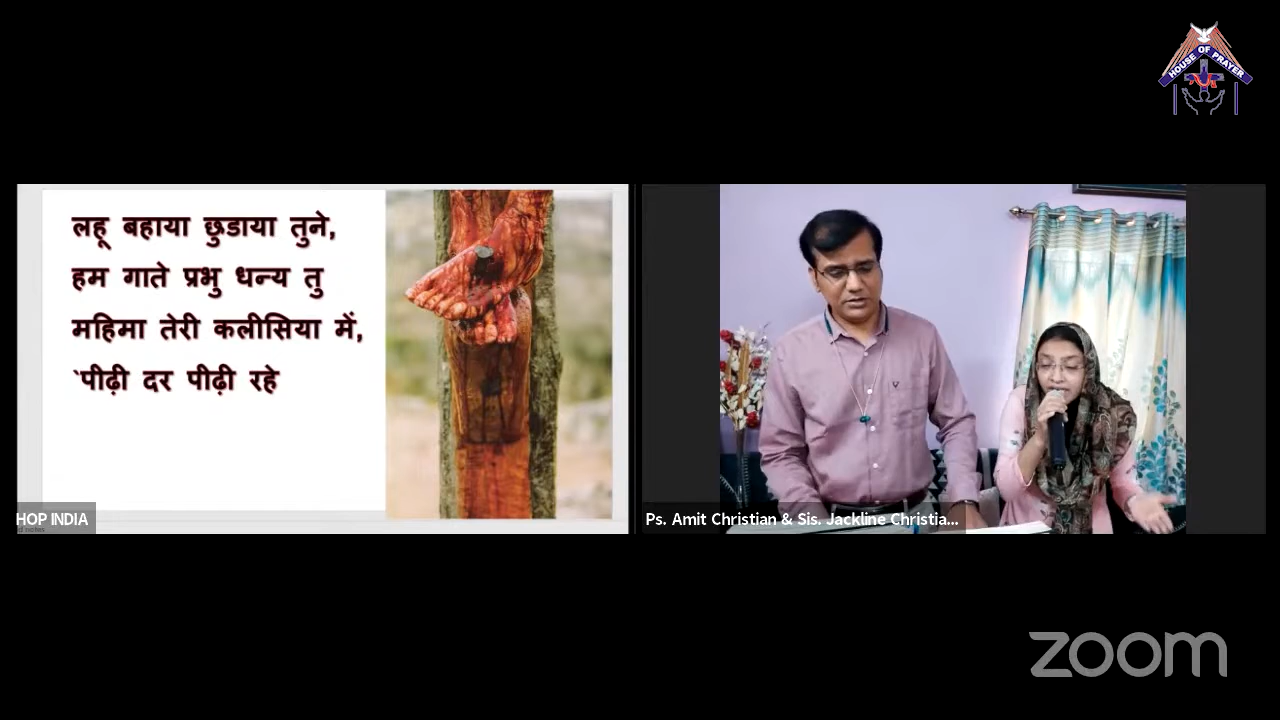 HOUSE OF PRAYER
लहू बहाया छुडाया तुने,
हम गाते प्रभु धन्य तु
महिमा तेरी कलीसिया में,
`पीढ़ी दर पीढ़ी रहे
HOP INDIA
Ps. Amit Christian & Sis. Jackline Christia...
zoom